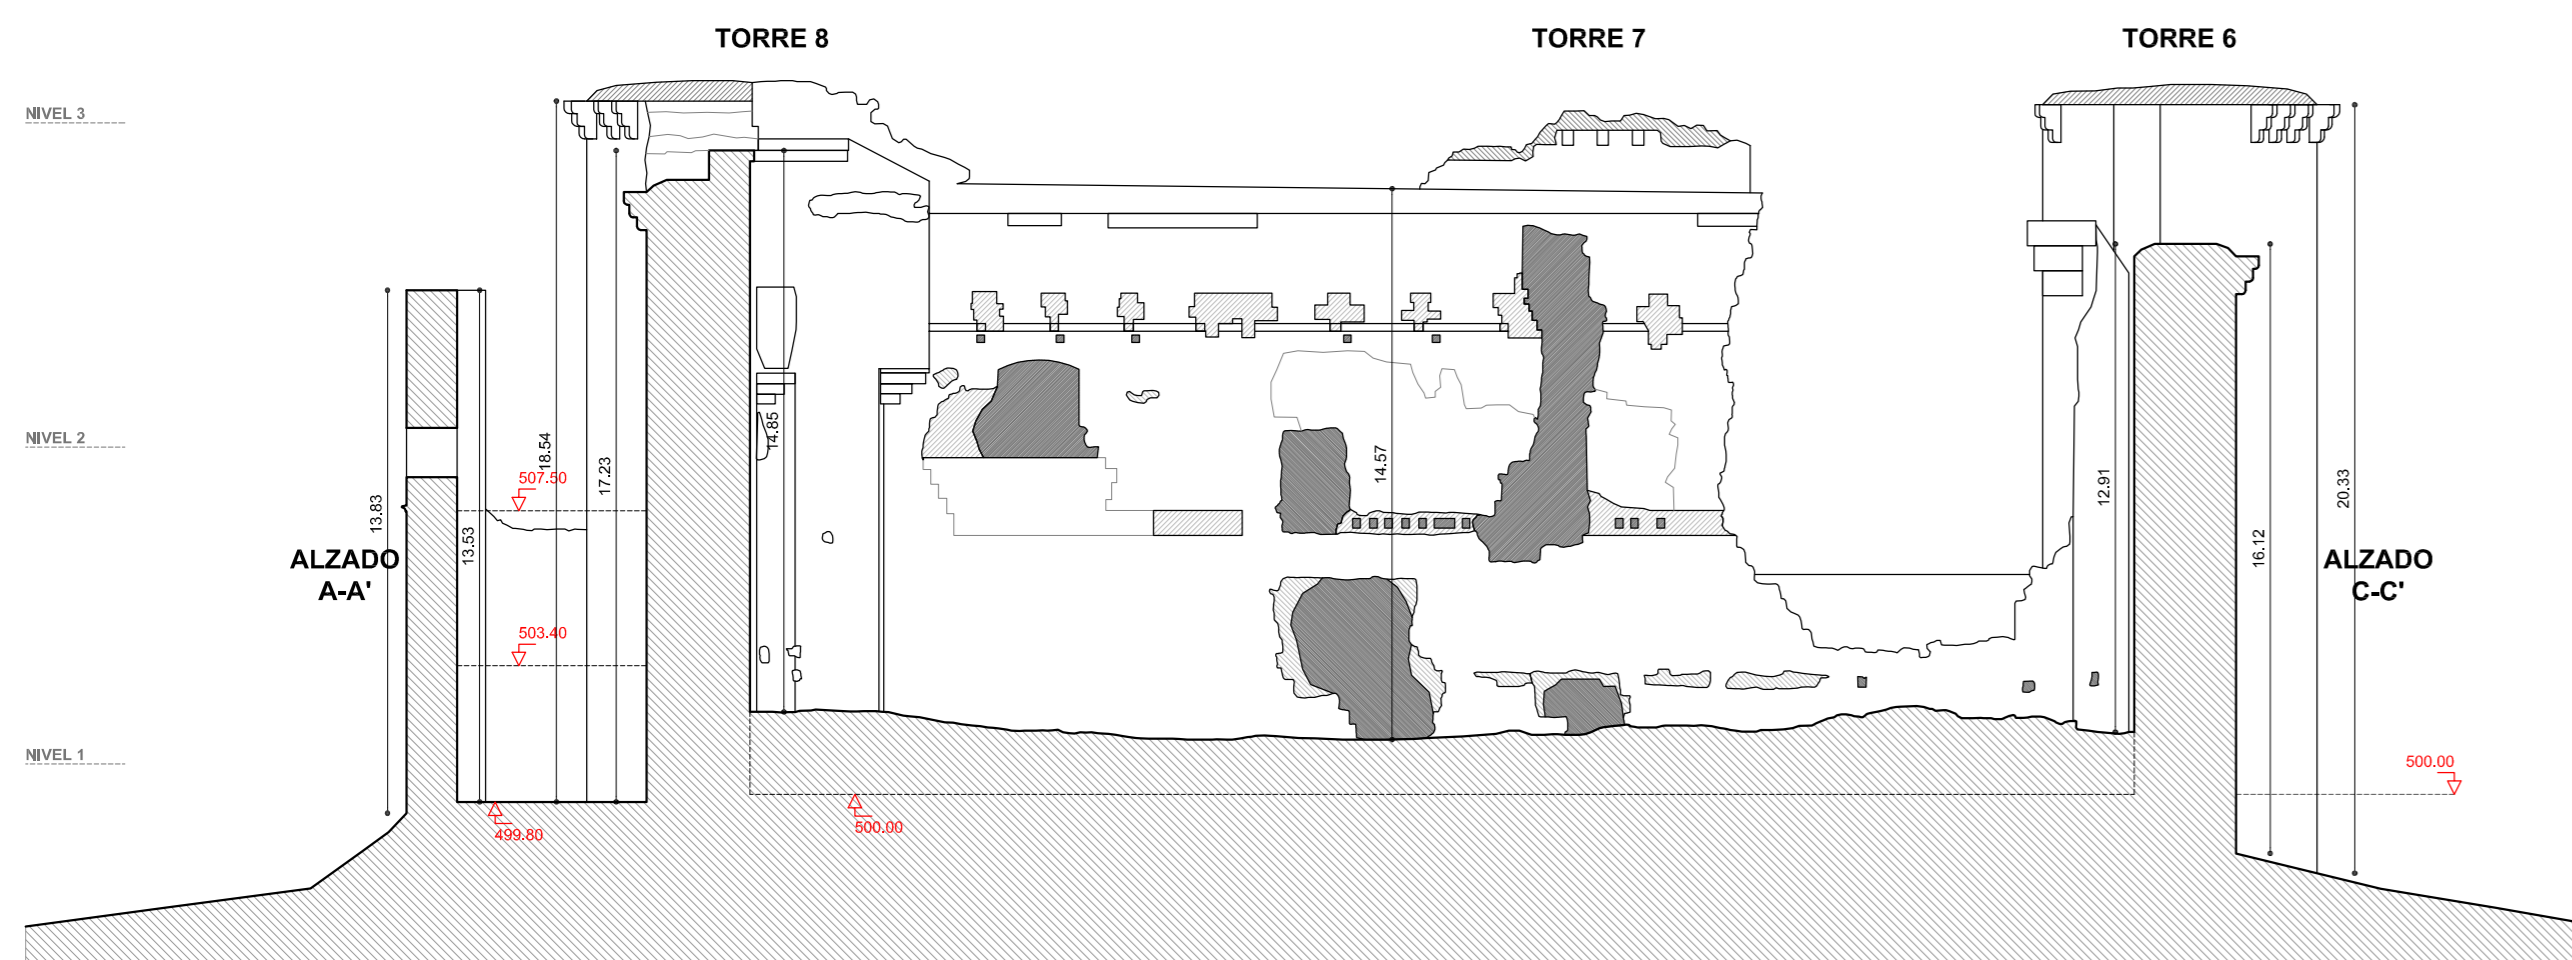 TORRE 8
TORRE 7
TORRE 6
NIVEL 3
NIVEL 2
NIVEL 1
13.83
13.53
18.54
17.23
14.85
14.57
12.91
16.12
20.33
507.50
503.40
499.80
500.00
500.00
ALZADO
A-A'
ALZADO
C-C'